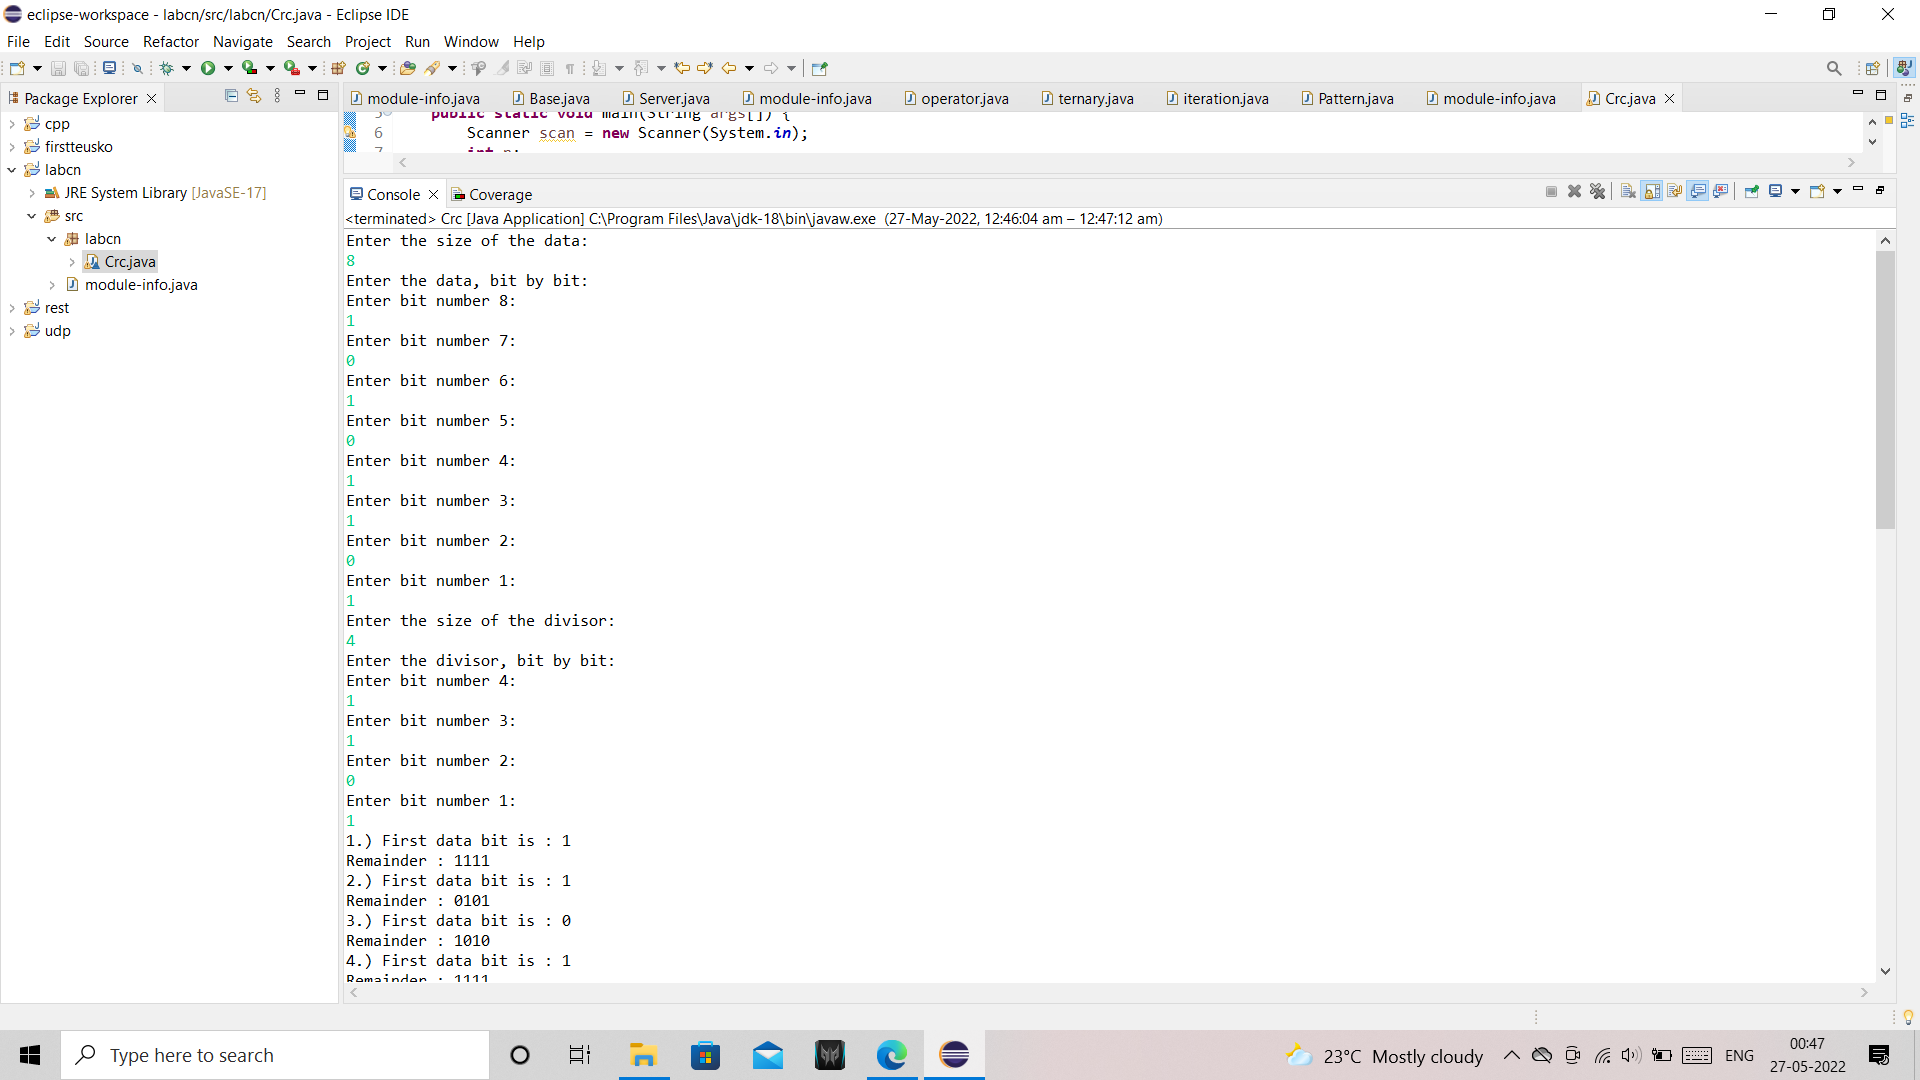 eclipse-workspace - labcn/src/labcn/Crc.java - Eclipse IDE
File Edit Source Refactor Navigate Search Project Run Window Help
Package Explorer
module-info.java Base.java Server.java module-info.java operator.java ternary.java iteration.java Pattern.java module-info.java Crc.java
cpp
firstteusko
labcn
JRE System Library [JavaSE-17]
src
labcn
Crc.java
module-info.java
rest
udp
5 public static void main(String args[]) {
6 Scanner scan = new Scanner(System.in);
7 int n;
Console Coverage
<terminated> Crc [Java Application] C:\Program Files\Java\jdk-18\bin\javaw.exe (27-May-2022, 12:46:04 am – 12:47:12 am)
Enter the size of the data:
8
Enter the data, bit by bit:
Enter bit number 8:
1
Enter bit number 7:
0
Enter bit number 6:
1
Enter bit number 5:
0
Enter bit number 4:
1
Enter bit number 3:
1
Enter bit number 2:
0
Enter bit number 1:
1
Enter the size of the divisor:
4
Enter the divisor, bit by bit:
Enter bit number 4:
1
Enter bit number 3:
1
Enter bit number 2:
0
Enter bit number 1:
1
1.) First data bit is : 1
Remainder : 1111
2.) First data bit is : 1
Remainder : 0101
3.) First data bit is : 0
Remainder : 1010
4.) First data bit is : 1
Remainder : 1111
Type here to search
23°C Mostly cloudy
ENG
00:47
27-05-2022